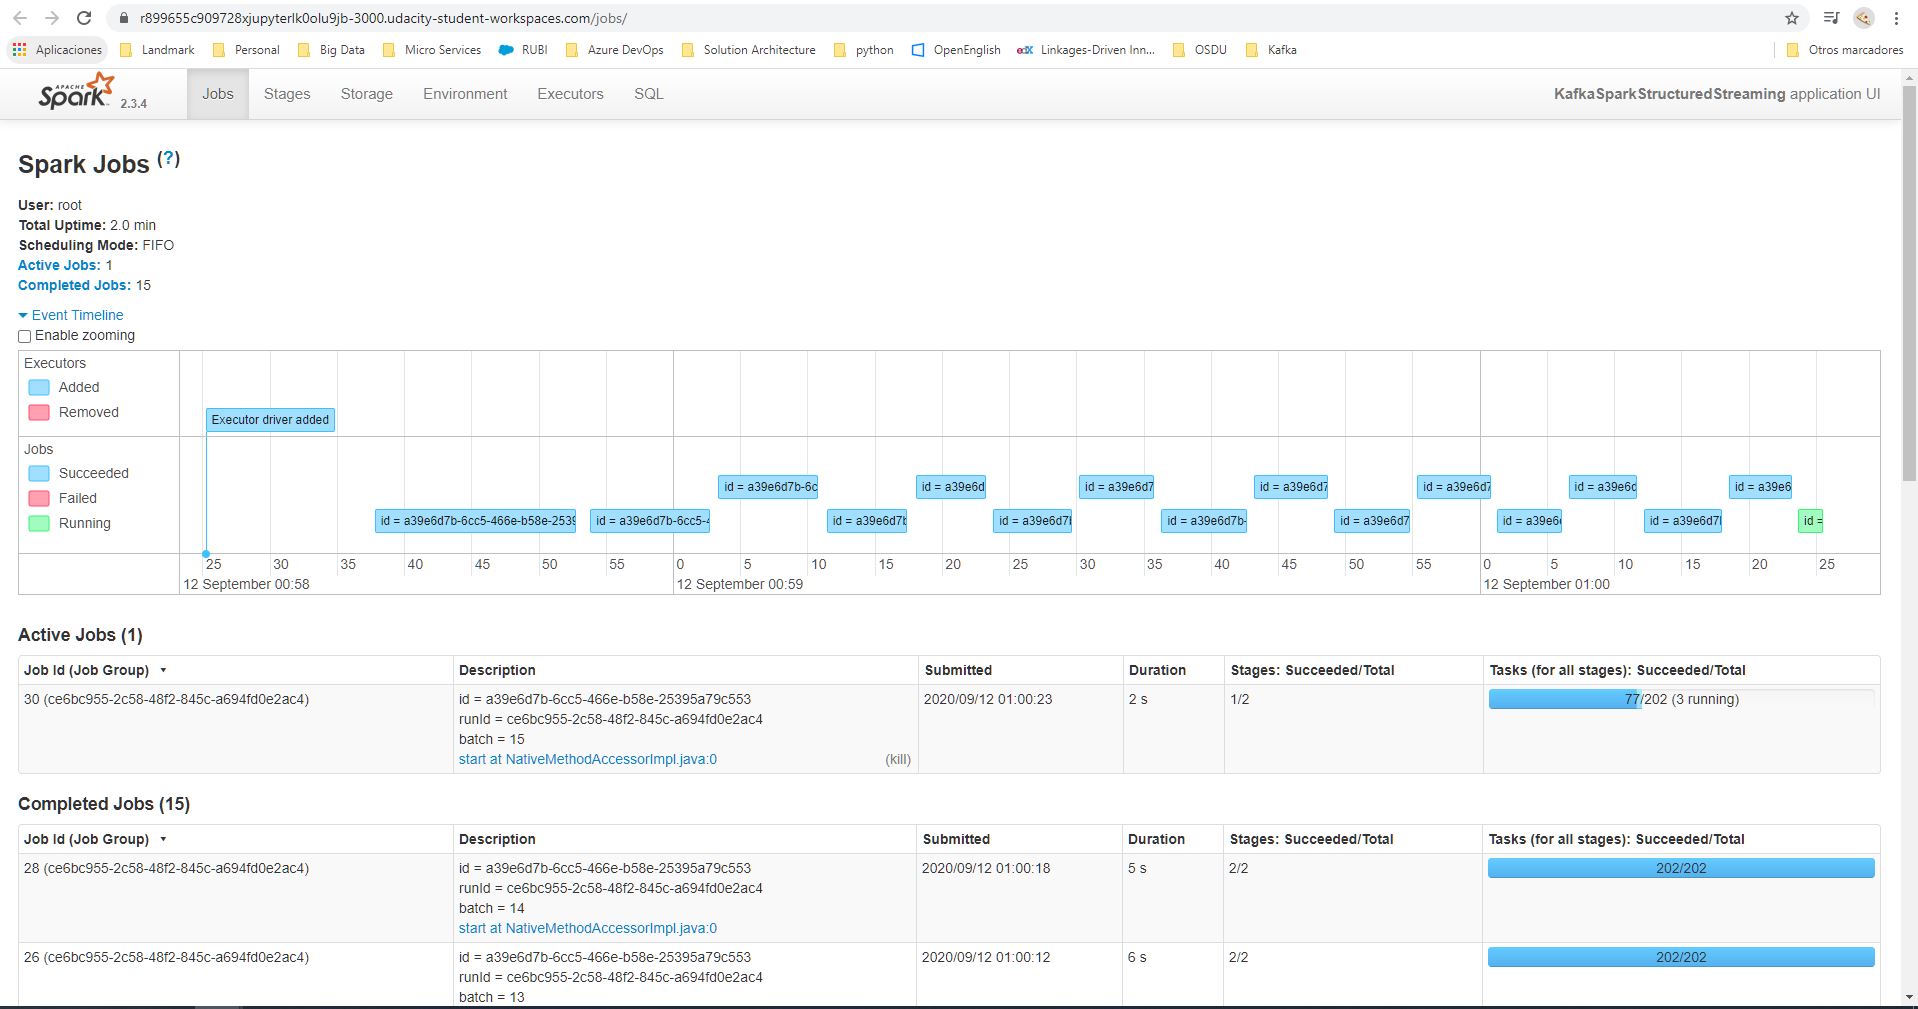 r899655c909728xjupyterlk0olu9jb-3000.udacity-student-workspaces.com/jobs/
Aplicaciones Landmark Personal Big Data Micro Services RUBI Azure DevOps Solution Architecture python OpenEnglish edX Linkages-Driven Inn... OSDU Kafka Otros marcadores
APACHE Spark 2.3.4 Jobs Stages Storage Environment Executors SQL KafkaSparkStructuredStreaming application UI
Spark Jobs (?)
User: root
Total Uptime: 2.0 min
Scheduling Mode: FIFO
Active Jobs: 1
Completed Jobs: 15
Event Timeline
Enable zooming
Executors
Added
Removed
Executor driver added
Jobs
Succeeded
Failed
Running
id = a39e6d7b-6c id = a39e6d id = a39e6d7 id = a39e6d7 id = a39e6d7 id = a39e6d id = a39e6
id = a39e6d7b-6cc5-466e-b58e-2539 id = a39e6d7b-6cc5-4 id = a39e6d7b id = a39e6d7b id = a39e6d7b- id = a39e6d7 id = a39e6 id = a39e6d7b id =
25 30 35 40 45 50 55 0 5 10 15 20 25 30 35 40 45 50 55 0 5 10 15 20 25
12 September 00:58 12 September 00:59 12 September 01:00
Active Jobs (1)
Job Id (Job Group) Description Submitted Duration Stages: Succeeded/Total Tasks (for all stages): Succeeded/Total
30 (ce6bc955-2c58-48f2-845c-a694fd0e2ac4) id = a39e6d7b-6cc5-466e-b58e-25395a79c553 2020/09/12 01:00:23 2 s 1/2 77/202 (3 running)
runId = ce6bc955-2c58-48f2-845c-a694fd0e2ac4
batch = 15
start at NativeMethodAccessorImpl.java:0 (kill)
Completed Jobs (15)
Job Id (Job Group) Description Submitted Duration Stages: Succeeded/Total Tasks (for all stages): Succeeded/Total
28 (ce6bc955-2c58-48f2-845c-a694fd0e2ac4) id = a39e6d7b-6cc5-466e-b58e-25395a79c553 2020/09/12 01:00:18 5 s 2/2 202/202
runId = ce6bc955-2c58-48f2-845c-a694fd0e2ac4
batch = 14
start at NativeMethodAccessorImpl.java:0
26 (ce6bc955-2c58-48f2-845c-a694fd0e2ac4) id = a39e6d7b-6cc5-466e-b58e-25395a79c553 2020/09/12 01:00:12 6 s 2/2 202/202
runId = ce6bc955-2c58-48f2-845c-a694fd0e2ac4
batch = 13